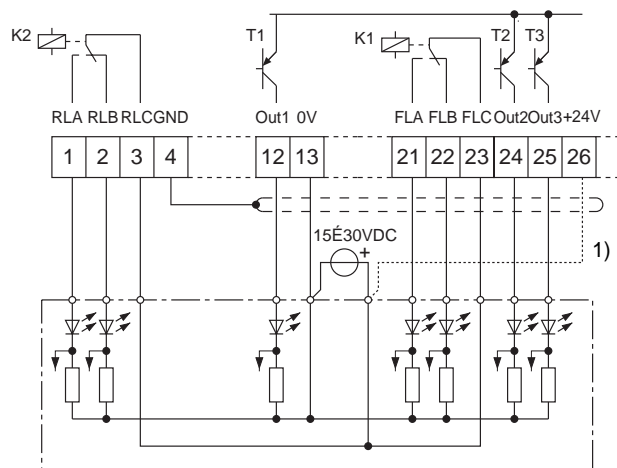 K2 T1 K1 T2 T3
RLA RLB RLC GND Out1 0V FLA FLB FLC Out2 Out3 +24V
1 2 3 4 12 13 21 22 23 24 25 26
15É30VDC
+
1)